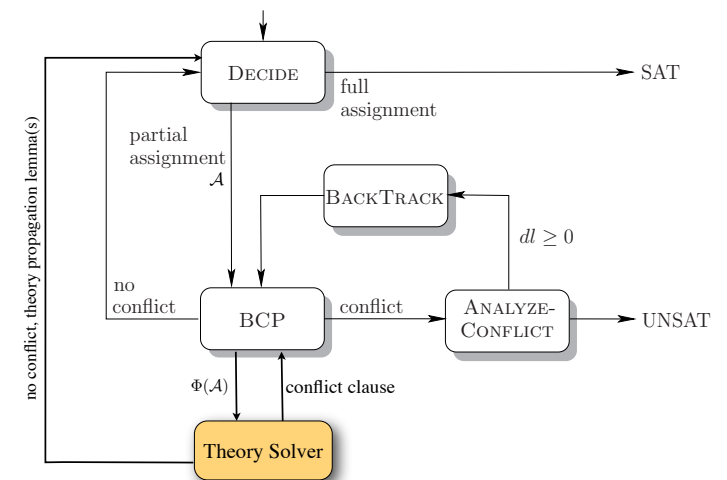 DECIDE
SAT
full
assignment
partial
assignment
𝒜
BACKTRACK
dl ≥ 0
no
conflict
BCP
conflict
ANALYZE-
CONFLICT
UNSAT
Φ(𝒜)
conflict clause
Theory Solver
no conflict, theory propagation lemma(s)